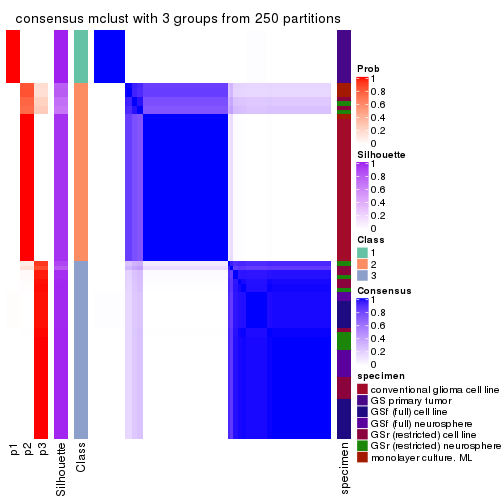 consensus mclust with 3 groups from 250 partitions
Prob
1
0.8
0.6
0.4
0.2
0
Silhouette
1
0.8
0.6
0.4
0.2
0
Class
1
2
3
Consensus
1
0.8
0.6
0.4
0.2
0
specimen
conventional glioma cell line
GS primary tumor
GSf (full) cell line
GSf (full) neurosphere
GSr (restricted) cell line
GSr (restricted) neurosphere
monolayer culture. ML
p1
p2
p3
Silhouette
Class
specimen